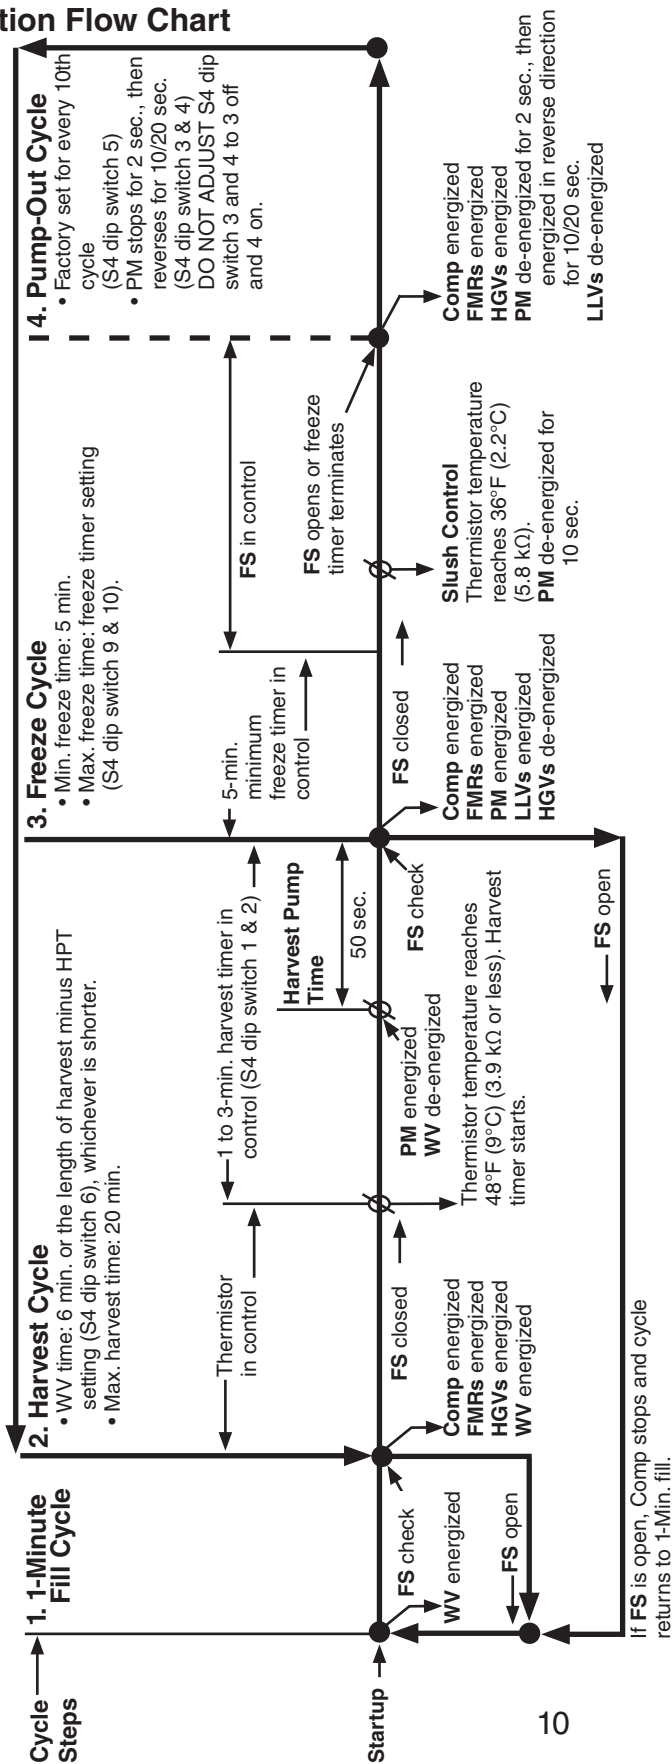 tion Flow Chart
Cycle
Steps
1. 1-Minute
Fill Cycle
2. Harvest Cycle
• WV time: 6 min. or the length of harvest minus HPT
setting (S4 dip switch 6), whichever is shorter.
• Max. harvest time: 20 min.
3. Freeze Cycle
• Min. freeze time: 5 min.
• Max. freeze time: freeze timer setting
(S4 dip switch 9 & 10).
4. Pump-Out Cycle
• Factory set for every 10th
cycle
(S4 dip switch 5)
• PM stops for 2 sec., then
reverses for 10/20 sec.
(S4 dip switch 3 & 4)
DO NOT ADJUST S4 dip
switch 3 and 4 to 3 off
and 4 on.
Thermistor
in control
1 to 3-min. harvest timer in
control (S4 dip switch 1 & 2)
Harvest Pump
Time
50 sec.
5-min.
minimum
freeze timer in
control
FS in control
FS opens or freeze
timer terminates
Startup
FS check
WV energized
FS open
FS closed
Comp energized
FMRs energized
HGVs energized
WV energized
Thermistor temperature reaches
48°F (9°C) (3.9 kΩ or less). Harvest
timer starts.
PM energized
WV de-energized
FS check
FS open
FS closed
Comp energized
FMRs energized
PM energized
LLVs energized
HGVs de-energized
Slush Control
Thermistor temperature
reaches 36°F (2.2°C)
(5.8 kΩ).
PM de-energized for
10 sec.
Comp energized
FMRs energized
HGVs energized
PM de-energized for 2 sec., then
energized in reverse direction
for 10/20 sec.
LLVs de-energized
If FS is open, Comp stops and cycle
returns to 1-Min. fill.
10